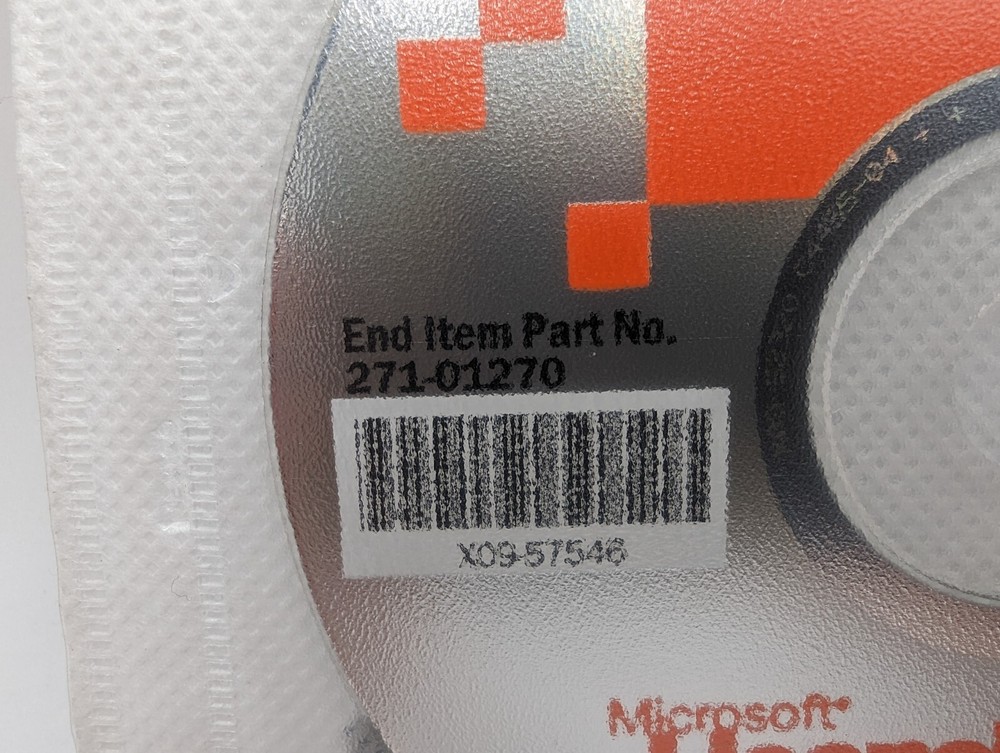 End Item Part No.
271-01270
X09-57546
Microsoft®